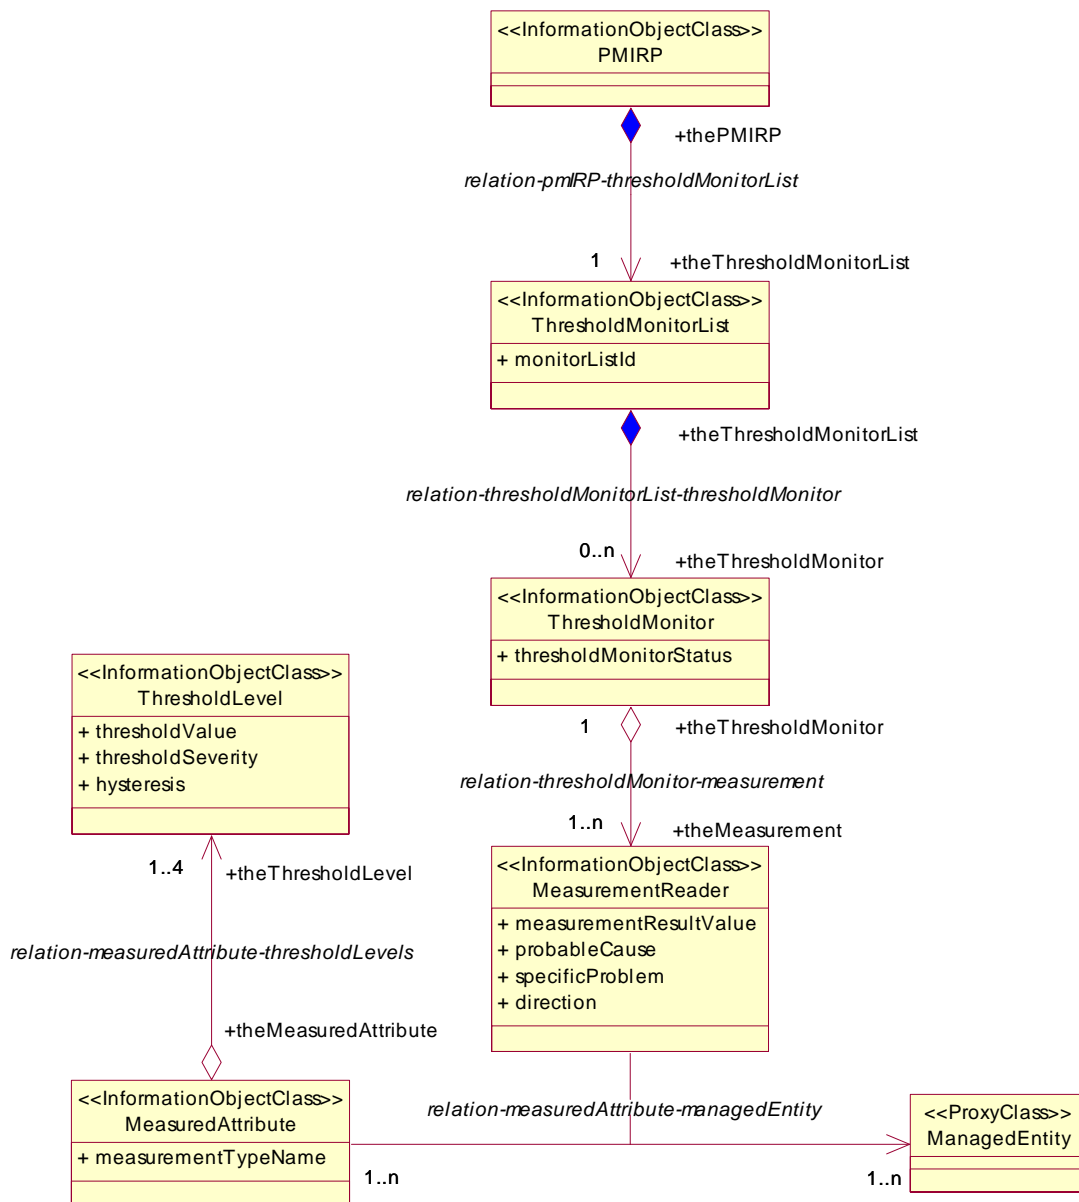 <<InformationObjectClass>>
PMIRP
+thePMIRP
relation-pmIRP-thresholdMonitorList
1
+theThresholdMonitorList
<<InformationObjectClass>>
ThresholdMonitorList
+ monitorListId
+theThresholdMonitorList
relation-thresholdMonitorList-thresholdMonitor
0..n
+theThresholdMonitor
<<InformationObjectClass>>
ThresholdMonitor
+ thresholdMonitorStatus
1
+theThresholdMonitor
relation-thresholdMonitor-measurement
1..n
+theMeasurement
<<InformationObjectClass>>
ThresholdLevel
+ thresholdValue
+ thresholdSeverity
+ hysteresis
1..4
+theThresholdLevel
relation-measuredAttribute-thresholdLevels
+theMeasuredAttribute
<<InformationObjectClass>>
MeasurementReader
+ measurementResultValue
+ probableCause
+ specificProblem
+ direction
<<InformationObjectClass>>
MeasuredAttribute
+ measurementTypeName
relation-measuredAttribute-managedEntity
1..n
1..n
<<ProxyClass>>
ManagedEntity